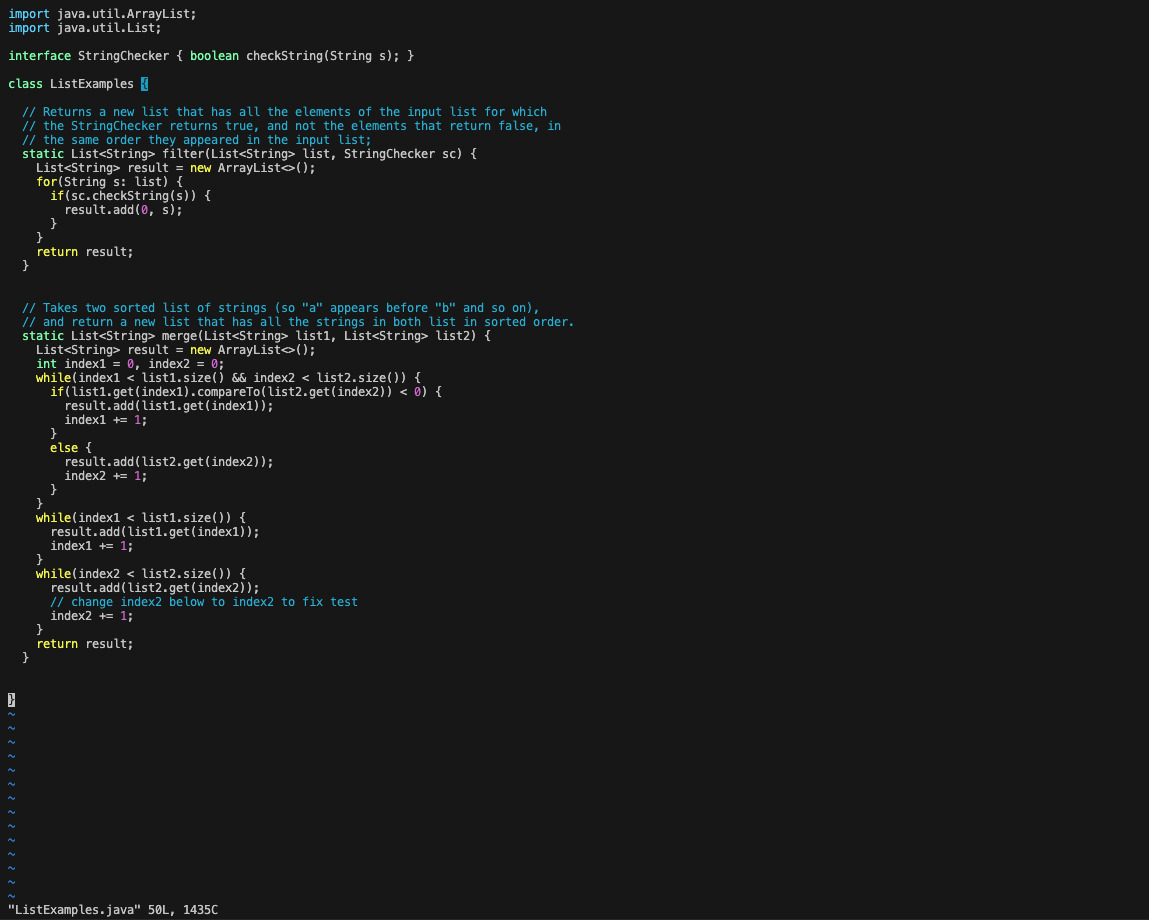 import java.util.ArrayList;
import java.util.List;

interface StringChecker { boolean checkString(String s); }

class ListExamples {

  // Returns a new list that has all the elements of the input list for which
  // the StringChecker returns true, and not the elements that return false, in
  // the same order they appeared in the input list;
  static List<String> filter(List<String> list, StringChecker sc) {
    List<String> result = new ArrayList<>();
    for(String s: list) {
      if(sc.checkString(s)) {
        result.add(0, s);
      }
    }
    return result;
  }


  // Takes two sorted list of strings (so "a" appears before "b" and so on),
  // and return a new list that has all the strings in both list in sorted order.
  static List<String> merge(List<String> list1, List<String> list2) {
    List<String> result = new ArrayList<>();
    int index1 = 0, index2 = 0;
    while(index1 < list1.size() && index2 < list2.size()) {
      if(list1.get(index1).compareTo(list2.get(index2)) < 0) {
        result.add(list1.get(index1));
        index1 += 1;
      }
      else {
        result.add(list2.get(index2));
        index2 += 1;
      }
    }
    while(index1 < list1.size()) {
      result.add(list1.get(index1));
      index1 += 1;
    }
    while(index2 < list2.size()) {
      result.add(list2.get(index2));
      // change index2 below to index2 to fix test
      index2 += 1;
    }
    return result;
  }


}
~
~
~
~
~
~
~
~
~
~
~
~
~
~
"ListExamples.java" 50L, 1435C